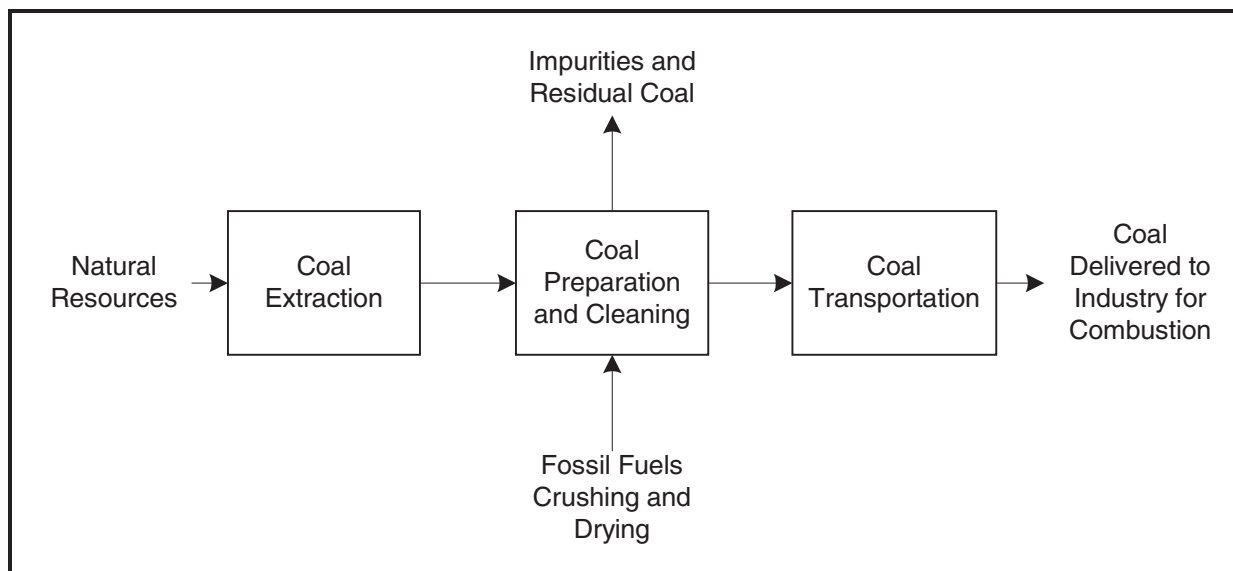 Impurities and
Residual Coal
Natural
Resources
Coal
Extraction
Coal
Preparation
and Cleaning
Coal
Transportation
Coal
Delivered to
Industry for
Combustion
Fossil Fuels
Crushing and
Drying